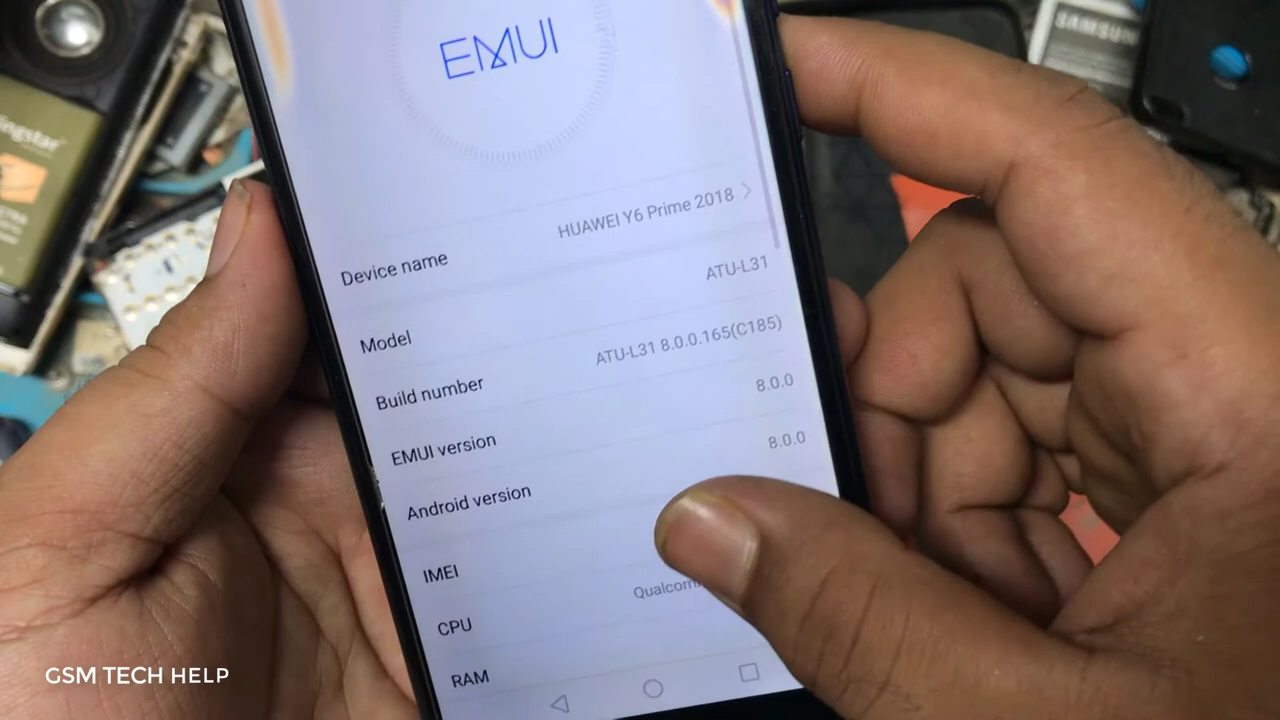 SAMSUNG
EMUI
Device name
HUAWEI Y6 Prime 2018
Model
ATU-L31
Build number
ATU-L31 8.0.0.165(C185)
EMUI version
8.0.0
Android version
8.0.0
IMEI
CPU
RAM
GSM TECH HELP